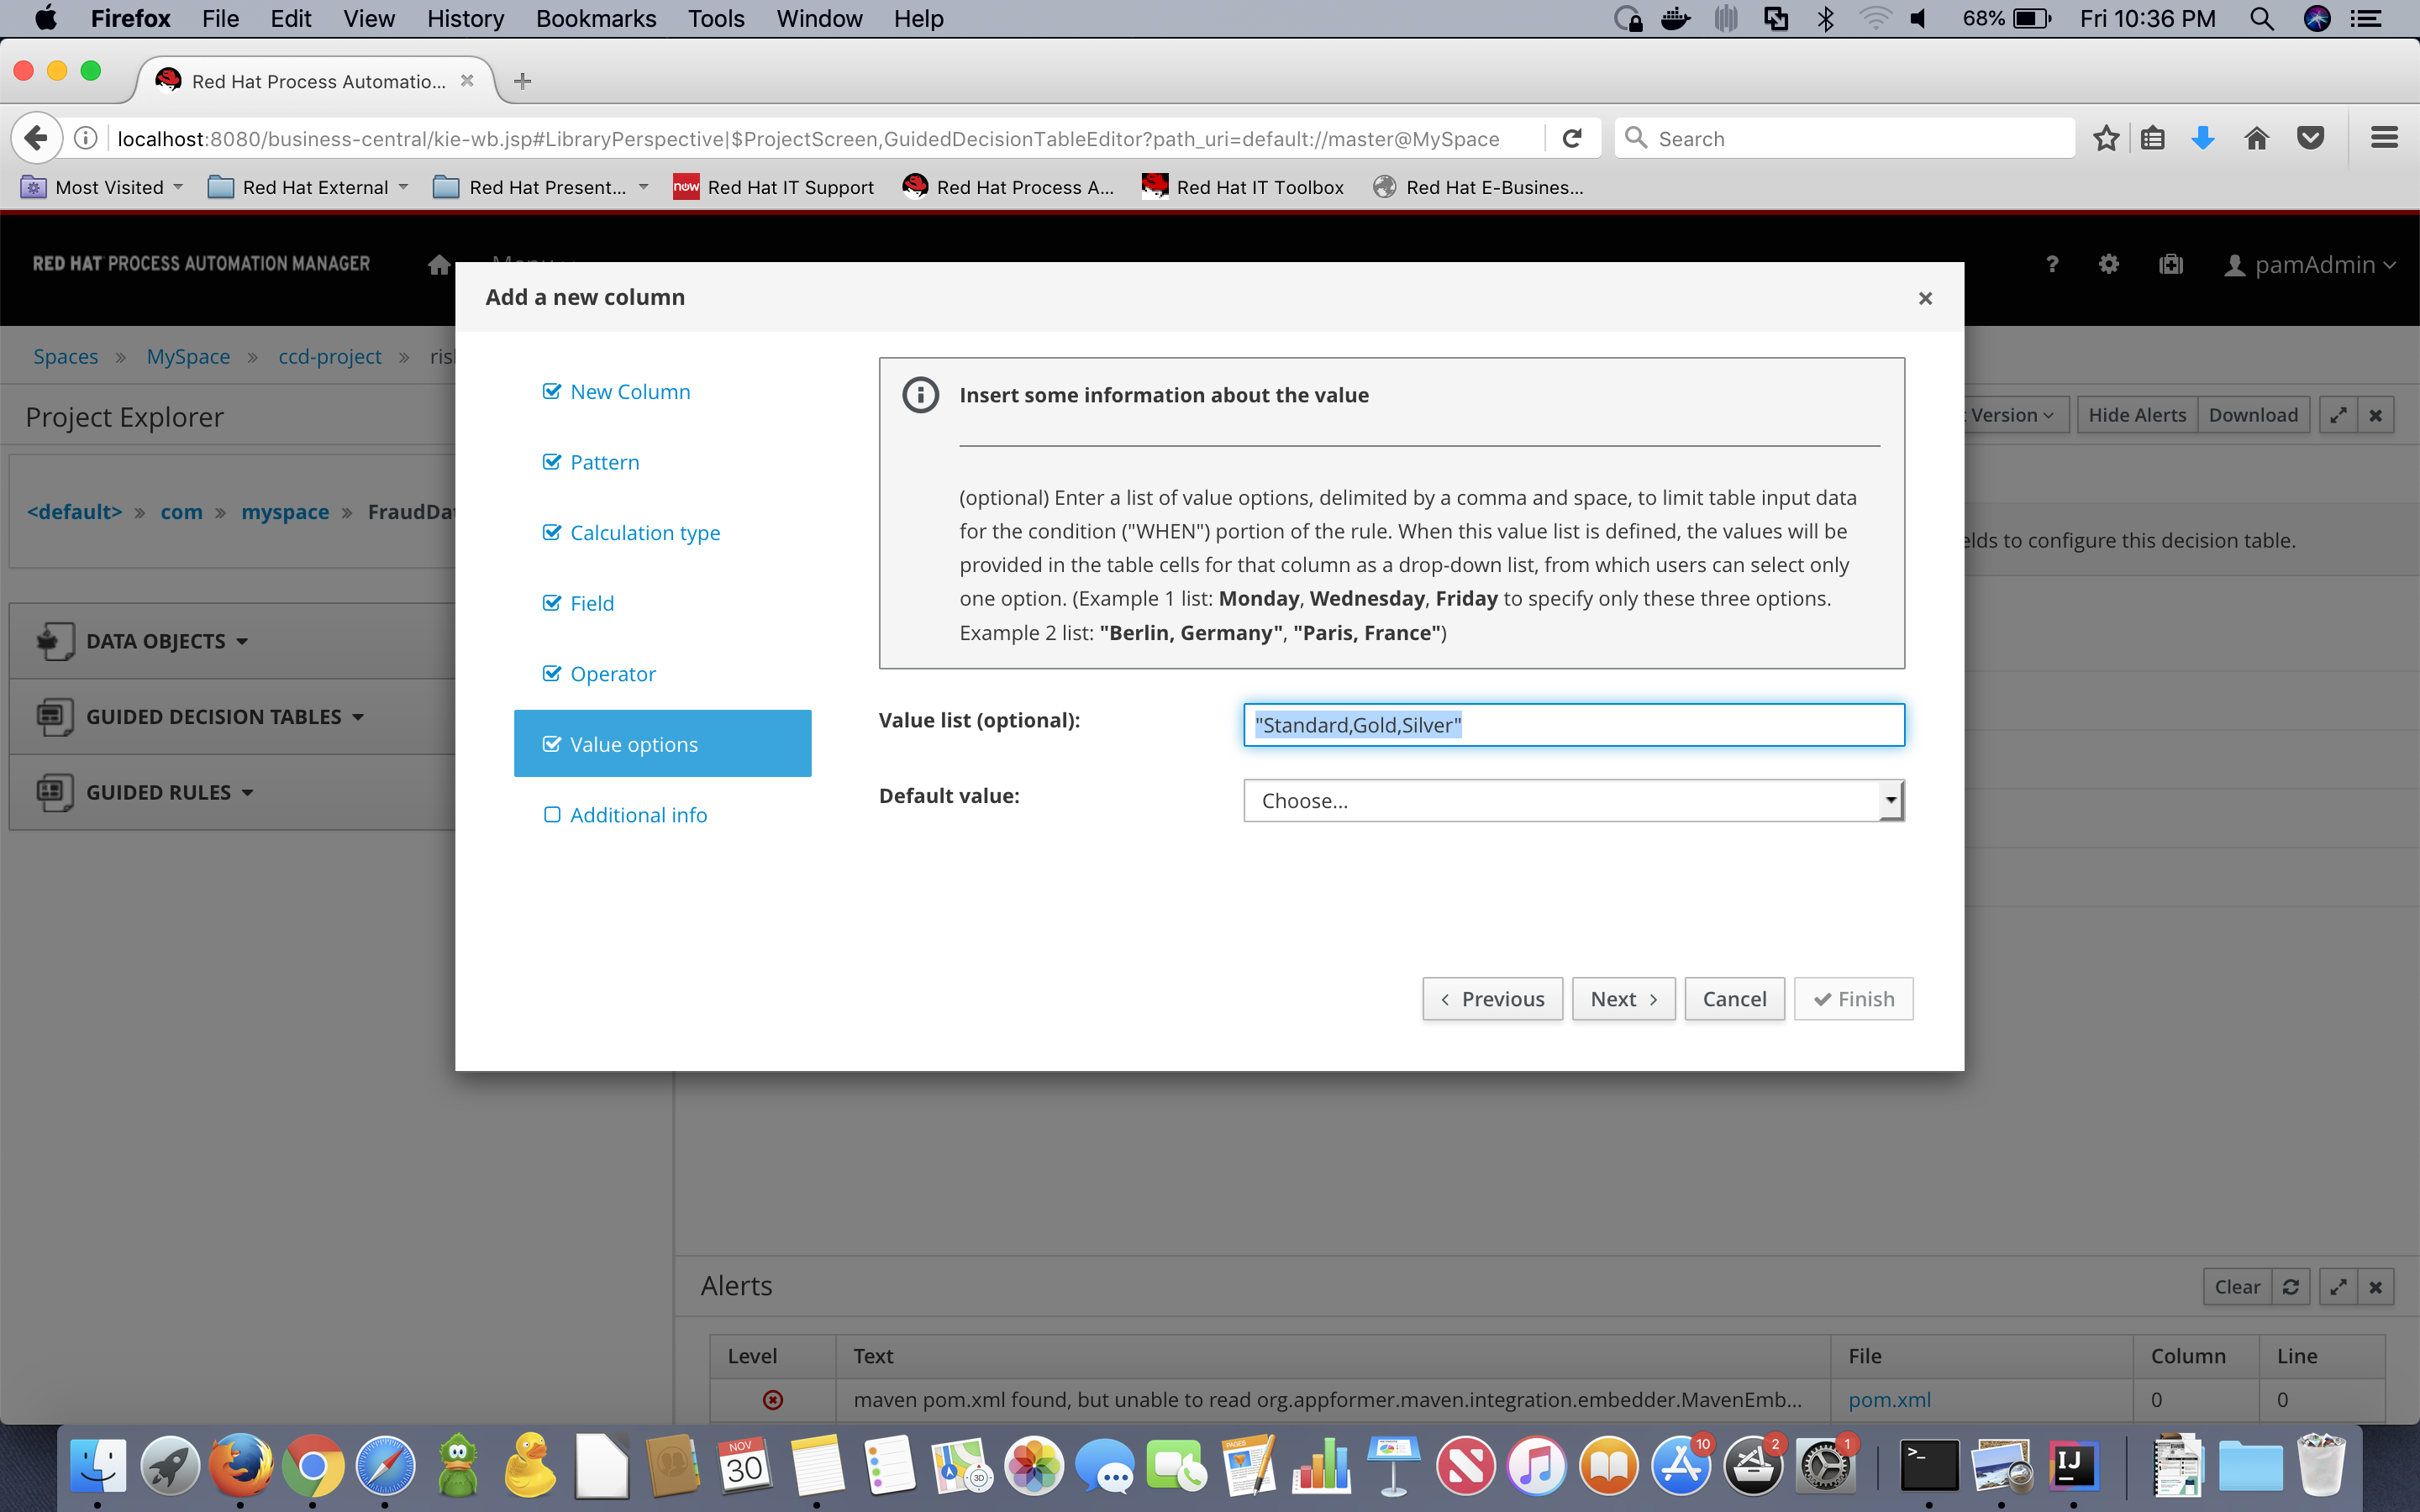 Firefox File Edit View History Bookmarks Tools Window Help 68% Fri 10:36 PM
Red Hat Process Automatio...
localhost:8080/business-central/kie-wb.jsp#LibraryPerspective|$ProjectScreen,GuidedDecisionTableEditor?path_uri=default://master@MySpace
Search
Most Visited Red Hat External Red Hat Present... now Red Hat IT Support Red Hat Process A... Red Hat IT Toolbox Red Hat E-Busines...
RED HAT PROCESS AUTOMATION MANAGER ? pamAdmin
Add a new column
Spaces » MySpace » ccd-project »
Project Explorer
Version Hide Alerts Download
<default> » com » myspace »
to configure this decision table.
DATA OBJECTS
GUIDED DECISION TABLES
GUIDED RULES
New Column
Pattern
Calculation type
Field
Operator
Value options
Additional info
Insert some information about the value
(optional) Enter a list of value options, delimited by a comma and space, to limit table input data
for the condition ("WHEN") portion of the rule. When this value list is defined, the values will be
provided in the table cells for that column as a drop-down list, from which users can select only
one option. (Example 1 list: Monday, Wednesday, Friday to specify only these three options.
Example 2 list: "Berlin, Germany", "Paris, France")
Value list (optional): "Standard,Gold,Silver"
Default value: Choose...
Previous Next Cancel Finish
Alerts
Clear
Level Text File Column Line
maven pom.xml found, but unable to read org.appformer.maven.integration.embedder.MavenEmb... pom.xml 0 0
NOV
30
3D
PAGES
10
2
1
>_
IJ